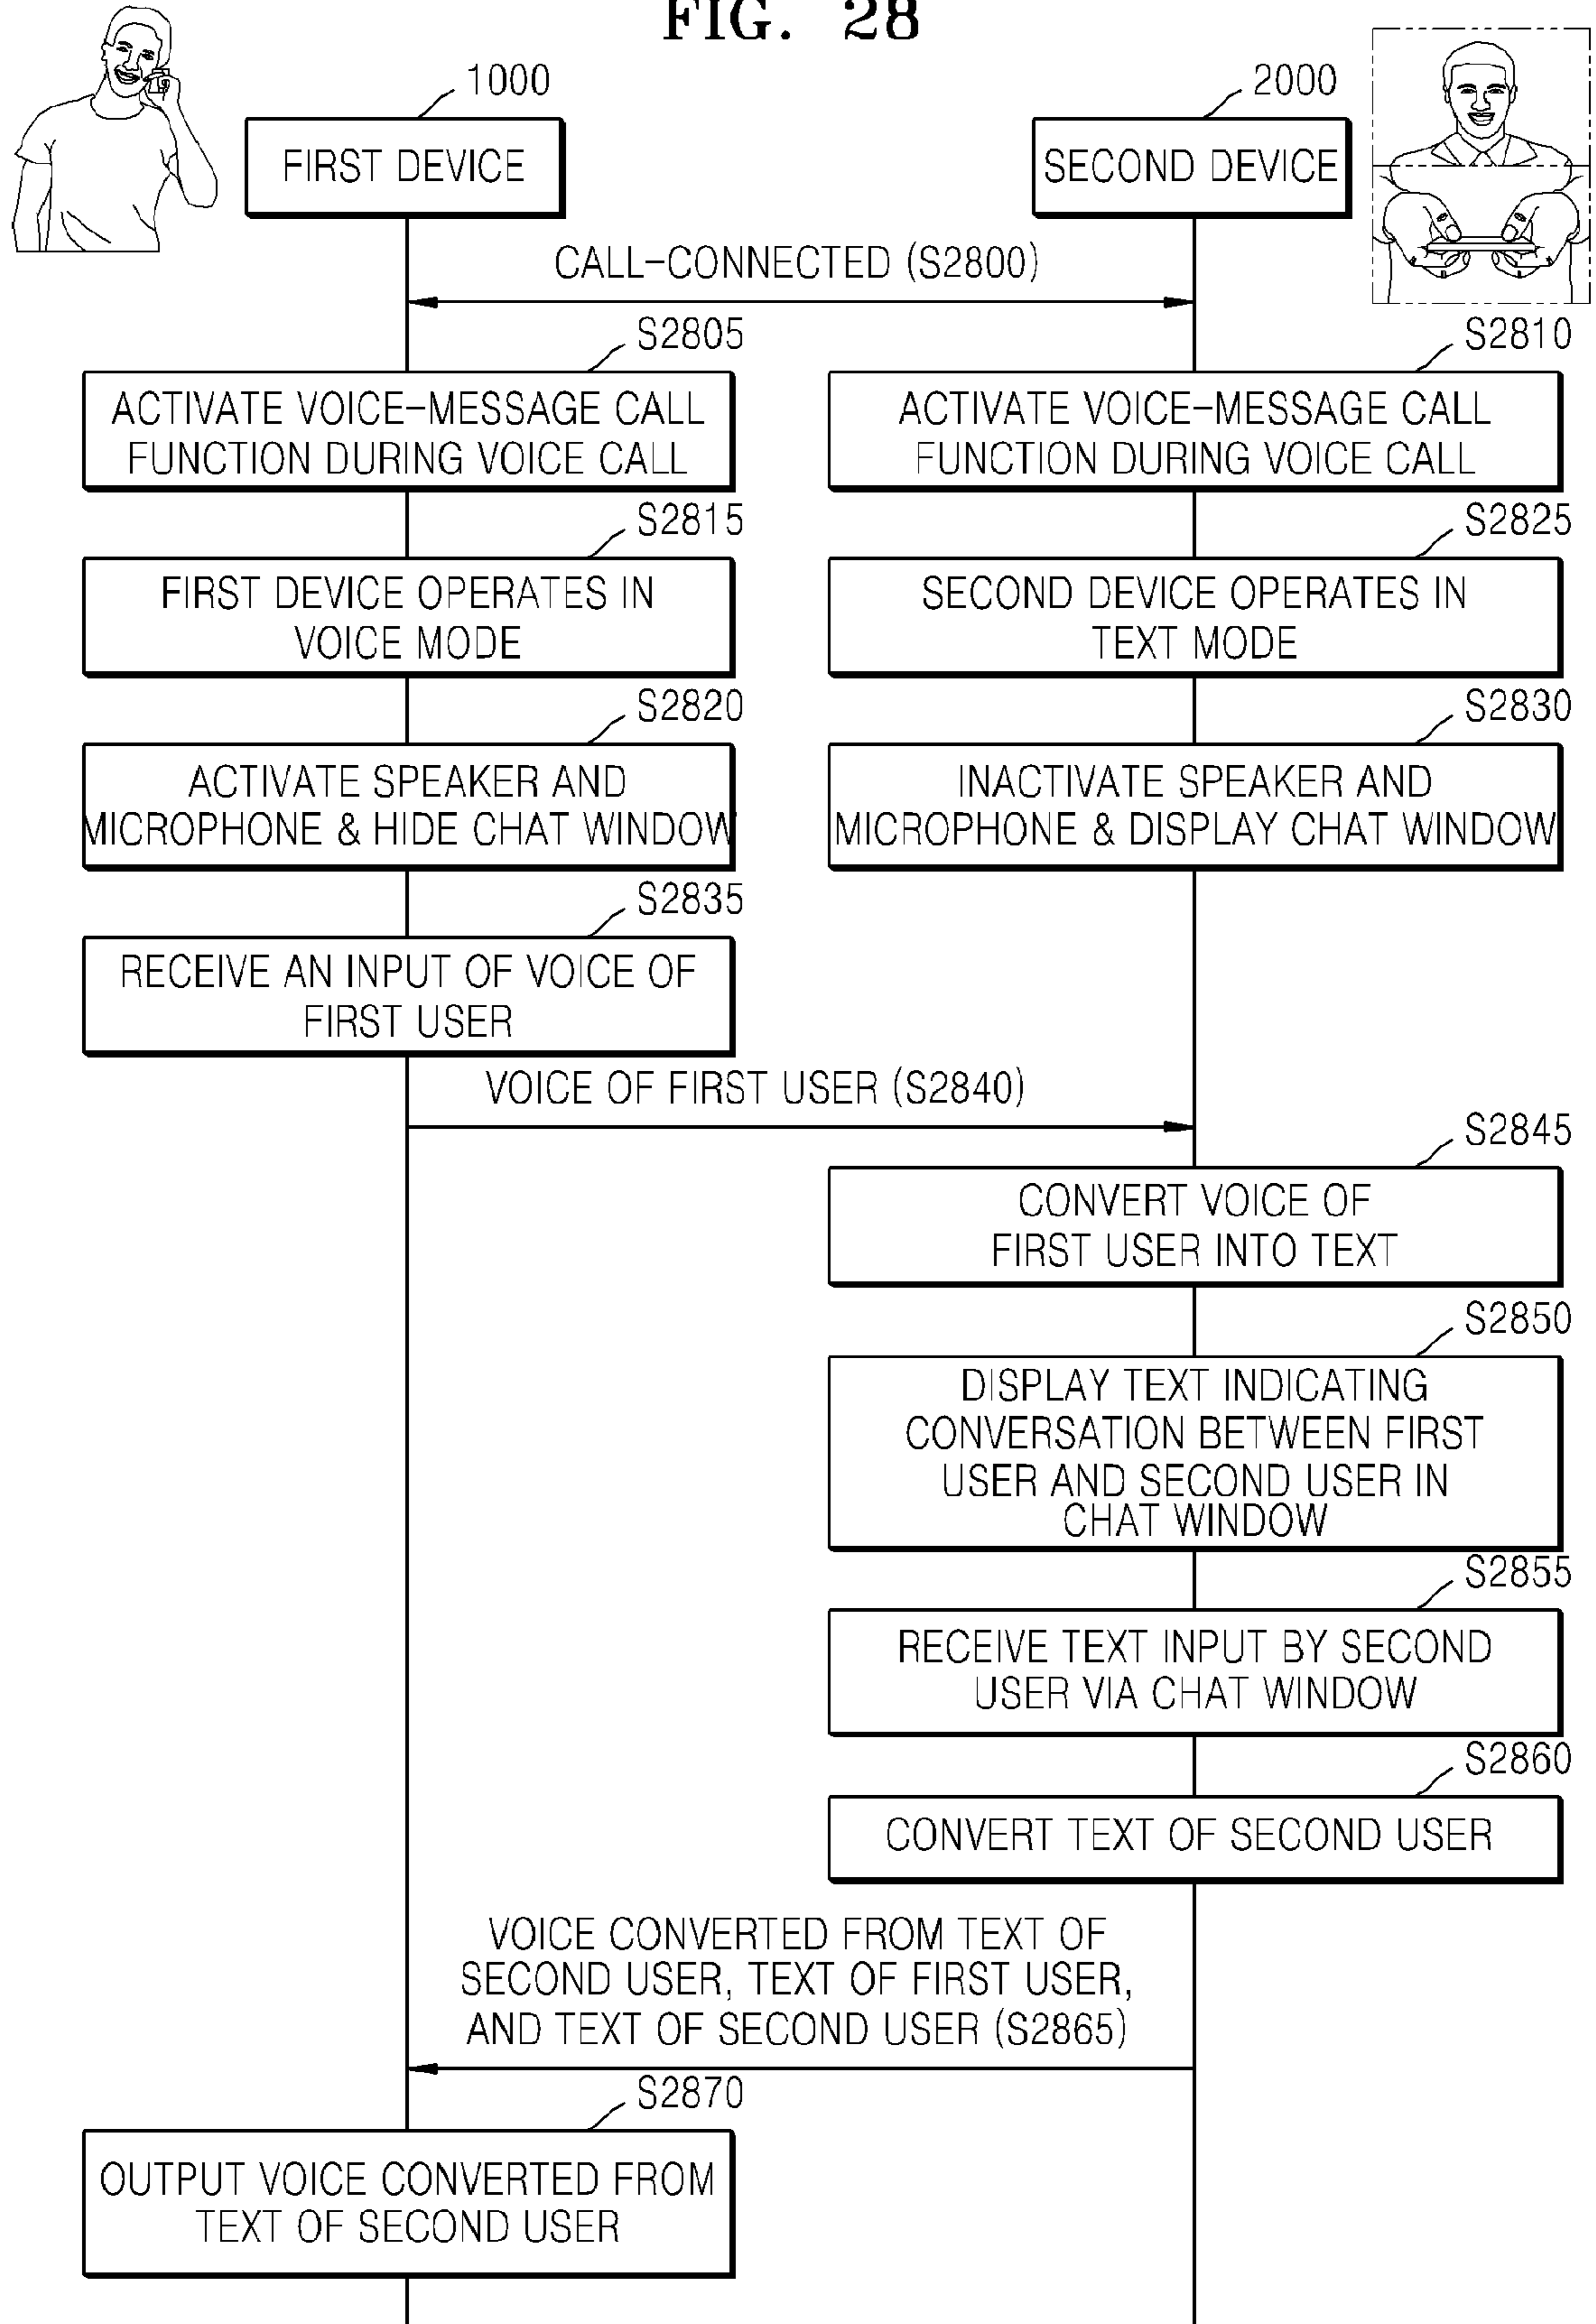 FIG. 28
1000
2000
FIRST DEVICE
SECOND DEVICE
CALL-CONNECTED (S2800)
S2805
S2810
ACTIVATE VOICE-MESSAGE CALL
FUNCTION DURING VOICE CALL
ACTIVATE VOICE-MESSAGE CALL
FUNCTION DURING VOICE CALL
S2815
S2825
FIRST DEVICE OPERATES IN
VOICE MODE
SECOND DEVICE OPERATES IN
TEXT MODE
S2820
S2830
ACTIVATE SPEAKER AND
MICROPHONE & HIDE CHAT WINDOW
INACTIVATE SPEAKER AND
MICROPHONE & DISPLAY CHAT WINDOW
S2835
RECEIVE AN INPUT OF VOICE OF
FIRST USER
VOICE OF FIRST USER (S2840)
S2845
CONVERT VOICE OF
FIRST USER INTO TEXT
S2850
DISPLAY TEXT INDICATING
CONVERSATION BETWEEN FIRST
USER AND SECOND USER IN
CHAT WINDOW
S2855
RECEIVE TEXT INPUT BY SECOND
USER VIA CHAT WINDOW
S2860
CONVERT TEXT OF SECOND USER
VOICE CONVERTED FROM TEXT OF
SECOND USER, TEXT OF FIRST USER,
AND TEXT OF SECOND USER (S2865)
S2870
OUTPUT VOICE CONVERTED FROM
TEXT OF SECOND USER